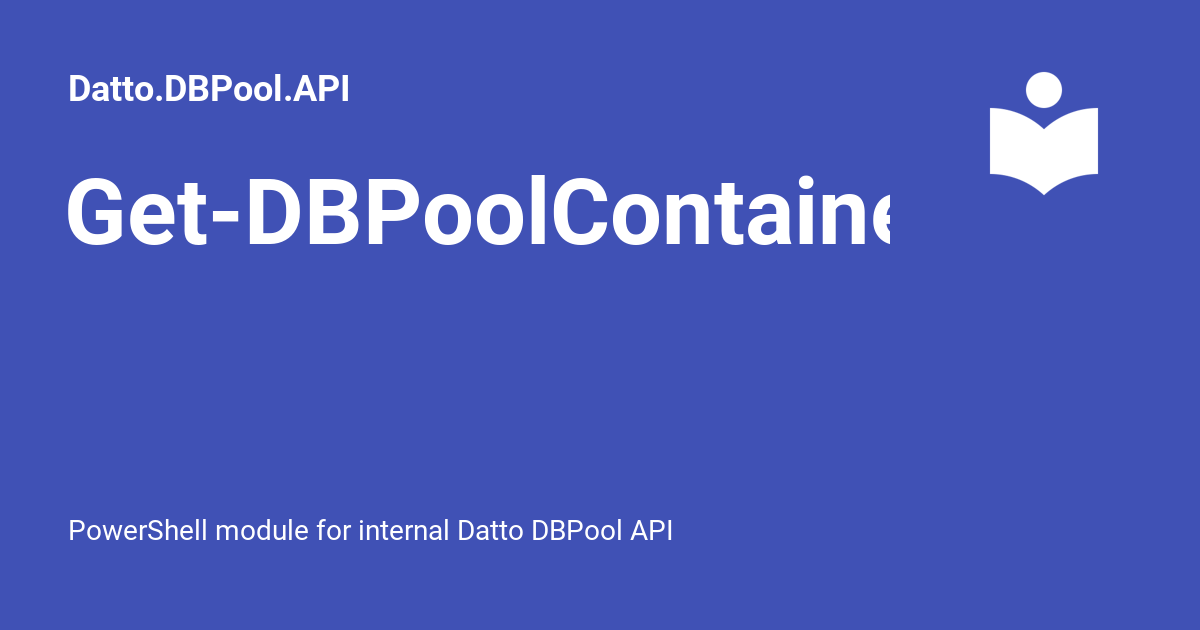 Datto.DBPool.API
Get-DBPoolContaine
PowerShell module for internal Datto DBPool API